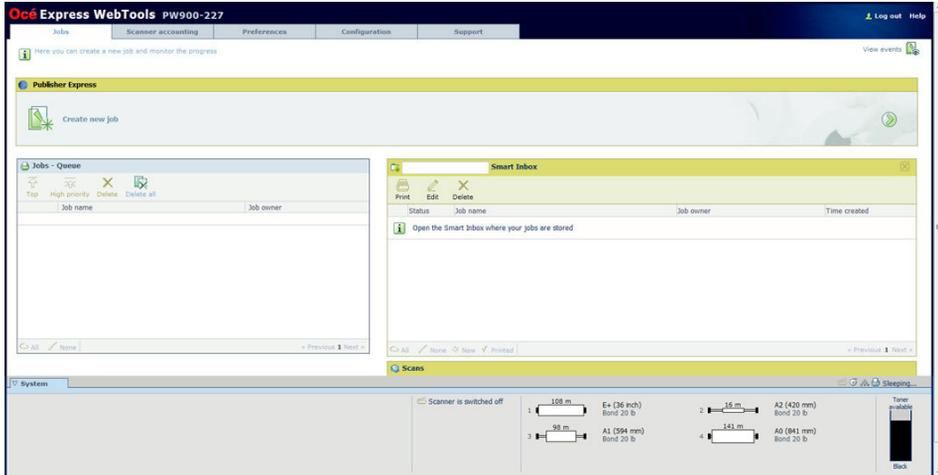 Océ Express WebTools PW900-227
Log out Help
Jobs Scanner accounting Preferences Configuration Support
Here you can create a new job and monitor the progress
View events
Publisher Express
Create new job
Jobs - Queue
Top High priority Delete Delete all
Job name Job owner
All None « Previous 1 Next »
Smart Inbox
Print Edit Delete
Status Job name Job owner Time created
Open the Smart Inbox where your jobs are stored
All None New Printed « Previous 1 Next »
Scans
System
Sleeping...
Scanner is switched off
1 108 m E+ (36 inch)
Bond 20 lb
2 16 m A2 (420 mm)
Bond 20 lb
3 98 m A1 (594 mm)
Bond 20 lb
4 141 m A0 (841 mm)
Bond 20 lb
Toner
available
Black